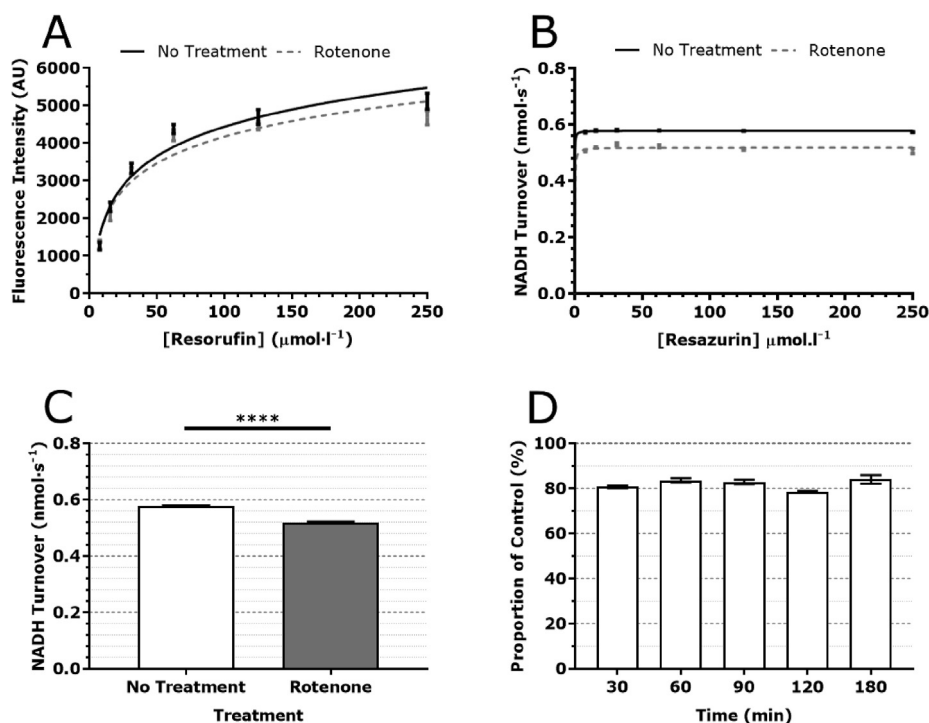 A
No Treatment Rotenone
Fluorescence Intensity (AU)
6000
5000
4000
3000
2000
1000
0
0 50 100 150 200 250
[Resorufin] (μmol·l⁻¹)
B
No Treatment Rotenone
NADH Turnover (nmol·s⁻¹)
0.8
0.6
0.4
0.2
0.0
0 50 100 150 200 250
[Resazurin] μmol.l⁻¹
C
****
NADH Turnover (nmol·s⁻¹)
0.8
0.6
0.4
0.2
0.0
No Treatment Rotenone
Treatment
D
Proportion of Control (%)
100
80
60
40
20
0
30 60 90 120 180
Time (min)